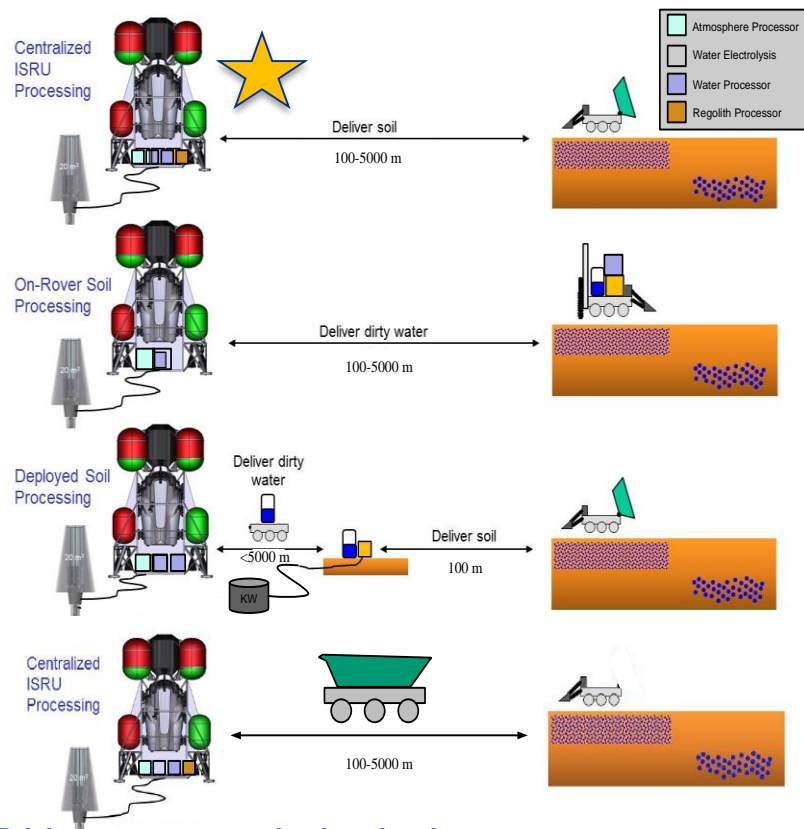 Centralized
ISRU
Processing
Atmosphere Processor
Water Electrolysis
Water Processor
Regolith Processor
Deliver soil
100-5000 m
20 m²
On-Rover Soil
Processing
Deliver dirty water
100-5000 m
20 m²
Deployed Soil
Processing
Deliver dirty
water
<5000 m
Deliver soil
100 m
20 m²
KW
Centralized
ISRU
Processing
100-5000 m
20 m²